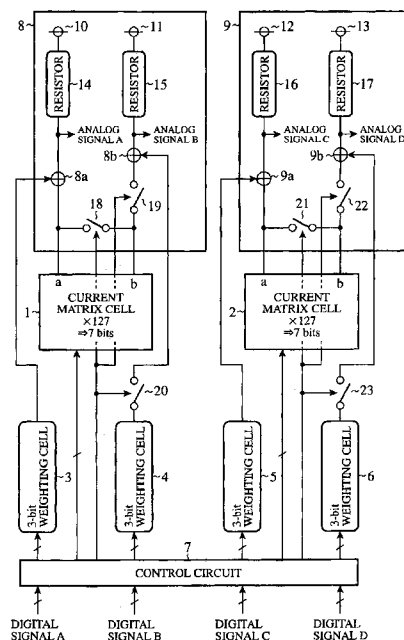 8 10 11 9 12 13
RESISTOR 14 RESISTOR 15 RESISTOR 16 RESISTOR 17
ANALOG SIGNAL A ANALOG SIGNAL B ANALOG SIGNAL C ANALOG SIGNAL D
8b 9b
8a 9a
18 19 21 22
a b a b
1 CURRENT MATRIX CELL ×127 ⇒7 bits 2 CURRENT MATRIX CELL ×127 ⇒7 bits
20 23
3-bit WEIGHTING CELL 3 3-bit WEIGHTING CELL 4 3-bit WEIGHTING CELL 5 3-bit WEIGHTING CELL 6
7
CONTROL CIRCUIT
DIGITAL SIGNAL A DIGITAL SIGNAL B DIGITAL SIGNAL C DIGITAL SIGNAL D